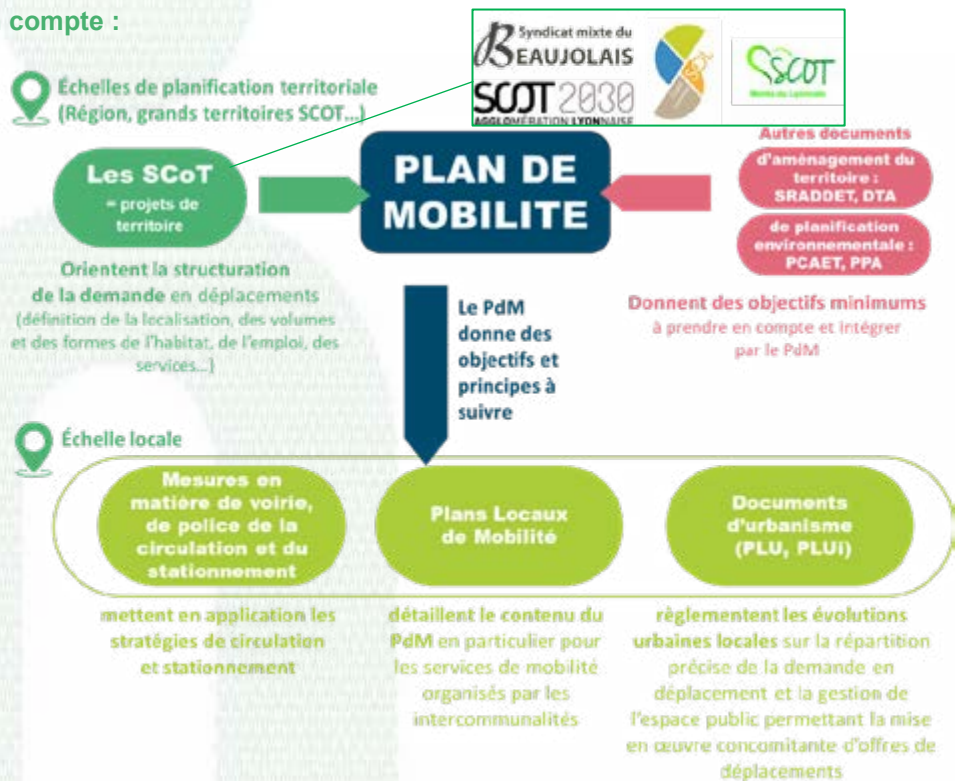 compte :
Syndicat mixte du
BEAUJOLAIS
SCOT 2030
AGGLOMÉRATION LYONNAISE
SCOT
Monts du Lyonnais
Échelles de planification territoriale
(Région, grands territoires SCOT...)
Les SCoT
= projets de
territoire
PLAN DE
MOBILITE
Autres documents
d'aménagement du
territoire :
SRADDET, DTA
de planification
environnementale :
PCAET, PPA
Orientent la structuration
de la demande en déplacements
(définition de la localisation, des volumes
et des formes de l'habitat, de l'emploi, des
services...)
Le PdM
donne des
objectifs et
principes à
suivre
Donnent des objectifs minimums
à prendre en compte et intégrer
par le PdM
Échelle locale
Mesures en
matière de voirie,
de police de la
circulation et du
stationnement
Plans Locaux
de Mobilité
Documents
d'urbanisme
(PLU, PLUI)
mettent en application les
stratégies de circulation
et stationnement
détaillent le contenu du
PdM en particulier pour
les services de mobilité
organisés par les
intercommunalités
règlementent les évolutions
urbaines locales sur la répartition
précise de la demande en
déplacement et la gestion de
l'espace public permettant la mise
en œuvre concomitante d'offres de
déplacements